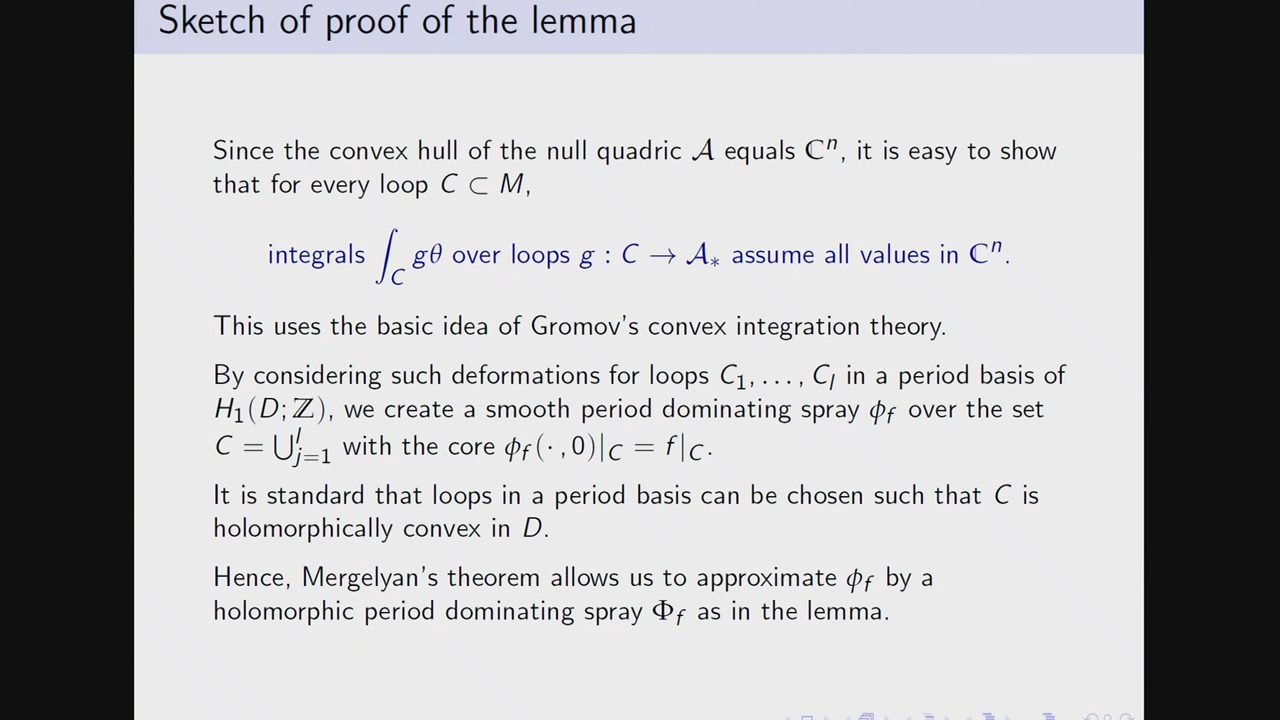 Sketch of proof of the lemma
Since the convex hull of the null quadric 𝒜 equals ℂⁿ, it is easy to show
that for every loop C ⊂ M,
integrals ∫_C gθ over loops g : C → 𝒜_* assume all values in ℂⁿ.
This uses the basic idea of Gromov's convex integration theory.
By considering such deformations for loops C_1, …, C_l in a period basis of
H_1(D; ℤ), we create a smooth period dominating spray ϕ_f over the set
C = ⋃_{j=1}^l with the core ϕ_f(· , 0)|_C = f|_C.
It is standard that loops in a period basis can be chosen such that C is
holomorphically convex in D.
Hence, Mergelyan's theorem allows us to approximate ϕ_f by a
holomorphic period dominating spray Φ_f as in the lemma.